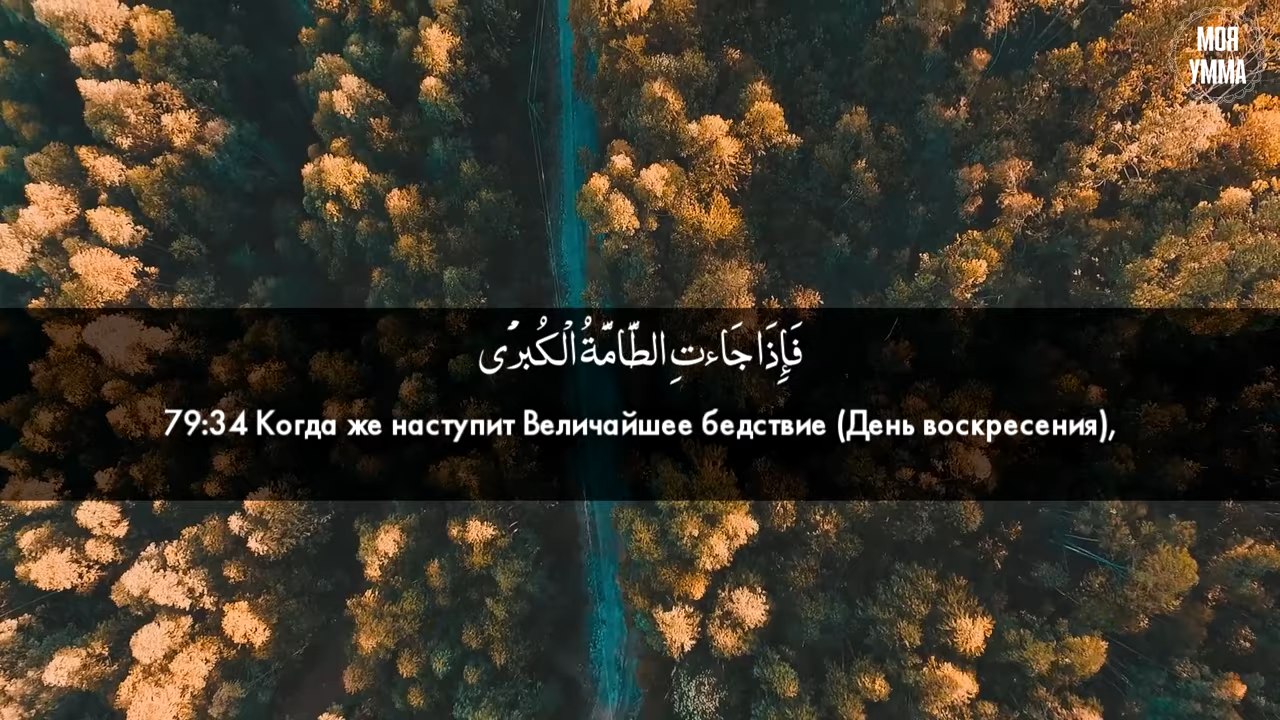 МОЯ
УММА
فَإِذَا جَاءَتِ الطَّامَّةُ الْكُبْرَىٰ
79:34 Когда же наступит Величайшее бедствие (День воскресения),